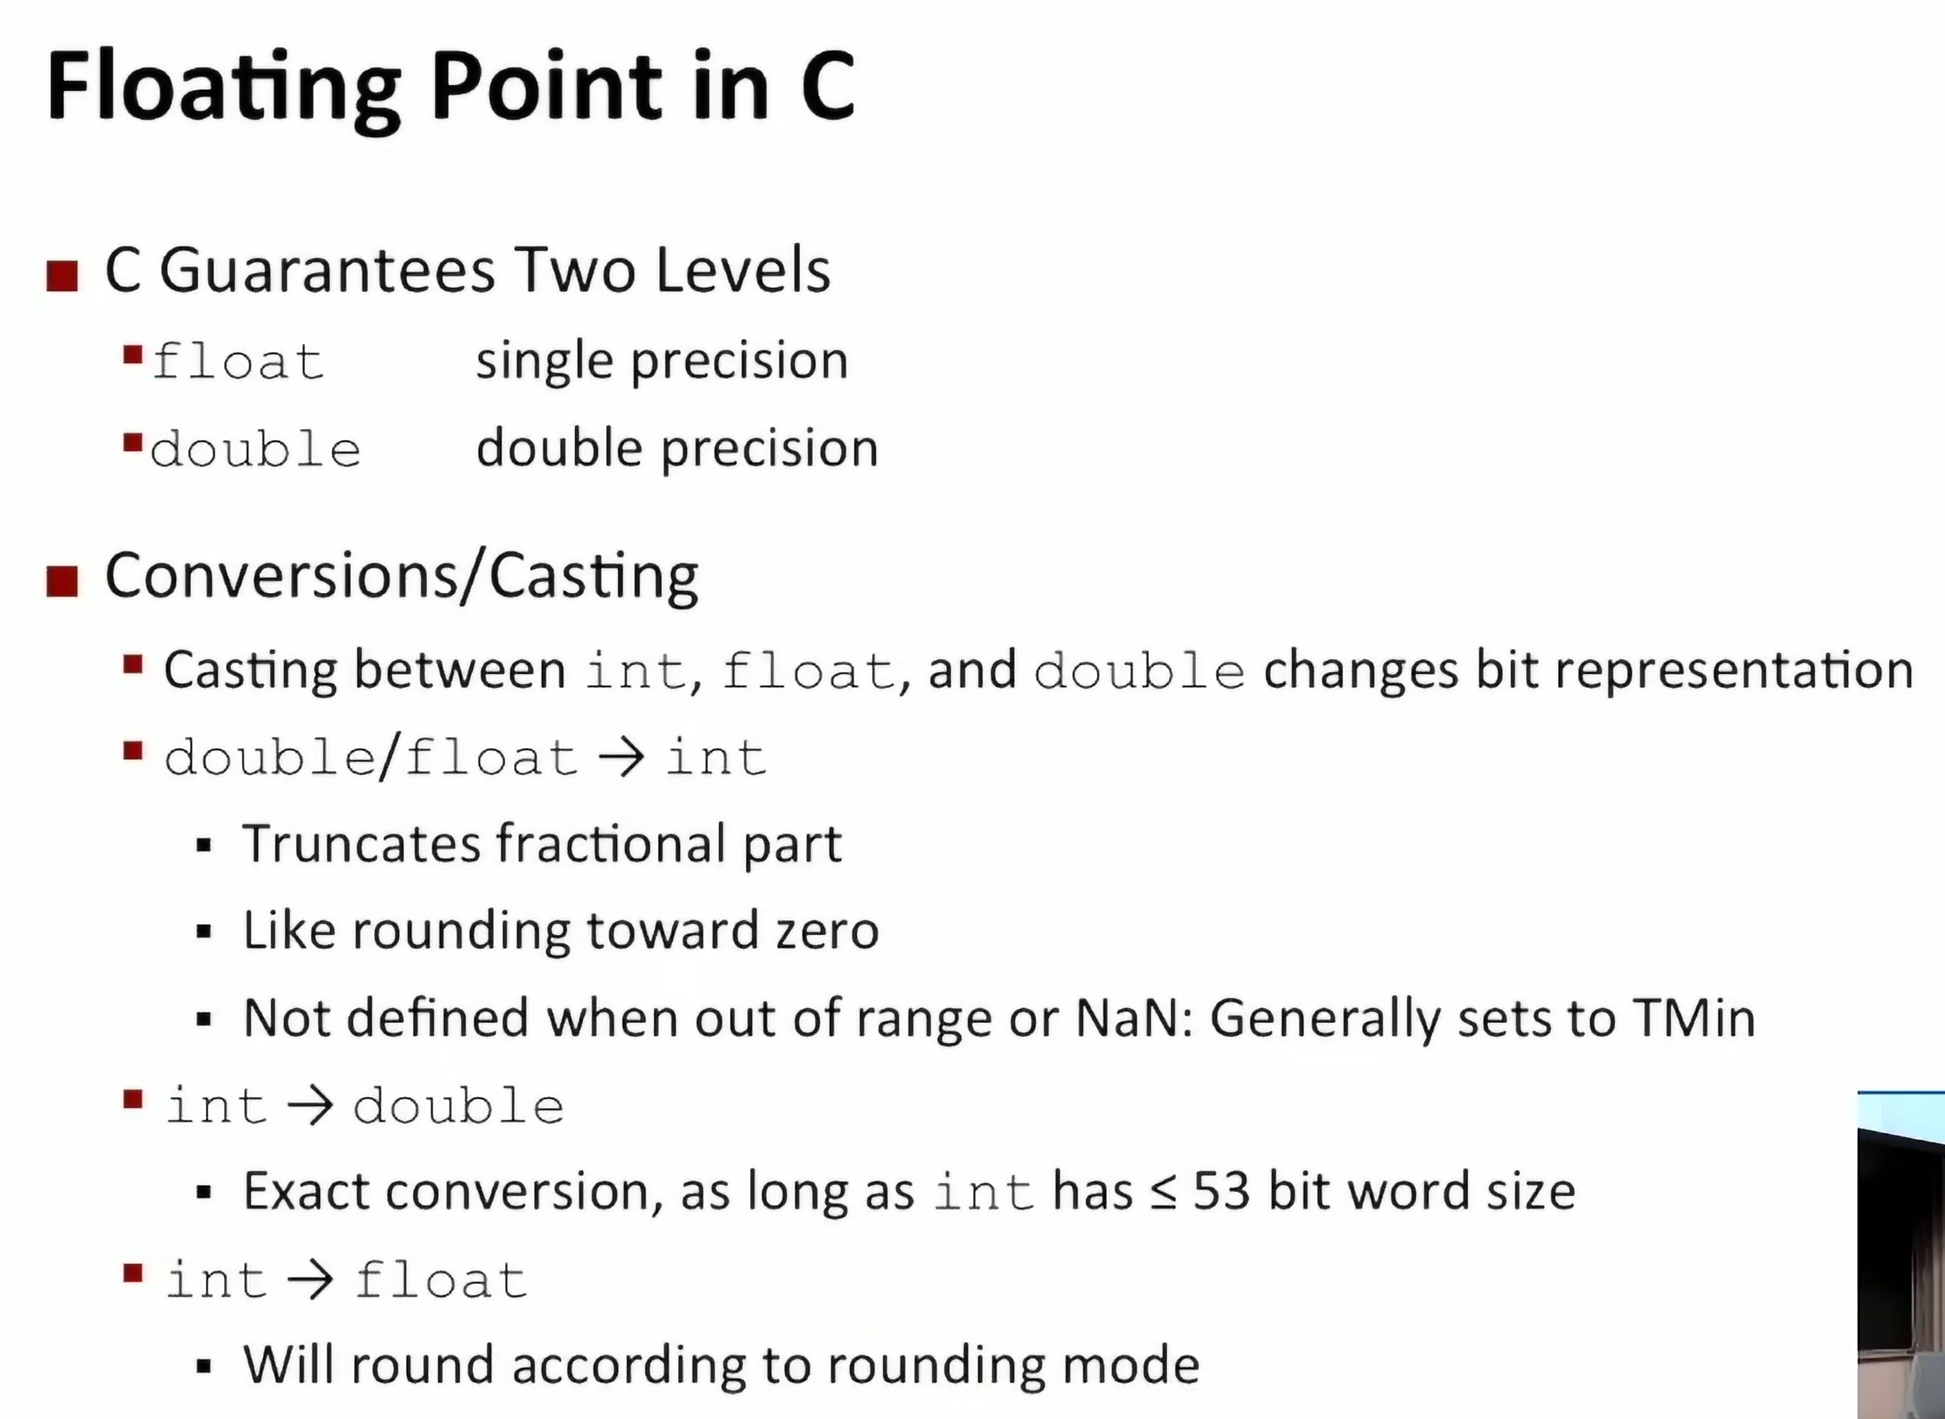 Floating Point in C
C Guarantees Two Levels
float single precision
double double precision
Conversions/Casting
Casting between int, float, and double changes bit representation
double/float → int
Truncates fractional part
Like rounding toward zero
Not defined when out of range or NaN: Generally sets to TMin
int → double
Exact conversion, as long as int has ≤ 53 bit word size
int → float
Will round according to rounding mode